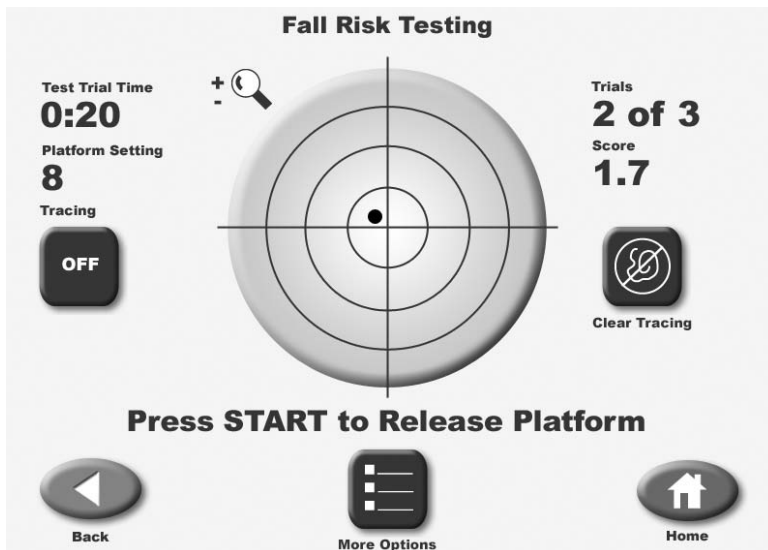 Fall Risk Testing
Test Trial Time
0:20
Platform Setting
8
Tracing
OFF
+
-
Trials
2 of 3
Score
1.7
Clear Tracing
Press START to Release Platform
Back
More Options
Home